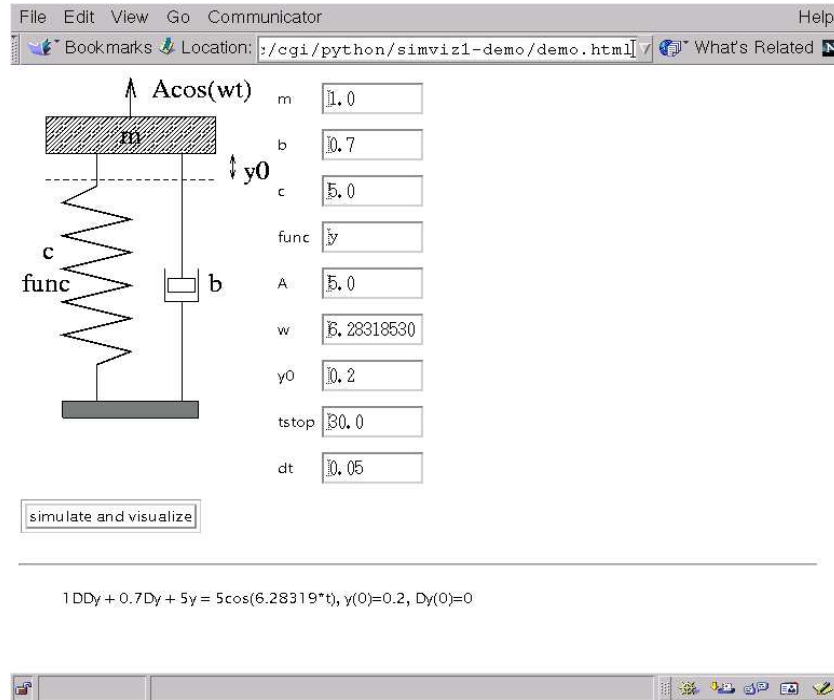 File Edit View Go Communicator Help
Bookmarks Location: :/cgi/python/simviz1-demo/demo.html What's Related N
Acos(wt)
m
y0
c
func
b
m 1.0
b 0.7
c 5.0
func y
A 5.0
w 6.28318530
y0 0.2
tstop 30.0
dt 0.05
simulate and visualize
1DDy + 0.7Dy + 5y = 5cos(6.28319*t), y(0)=0.2, Dy(0)=0